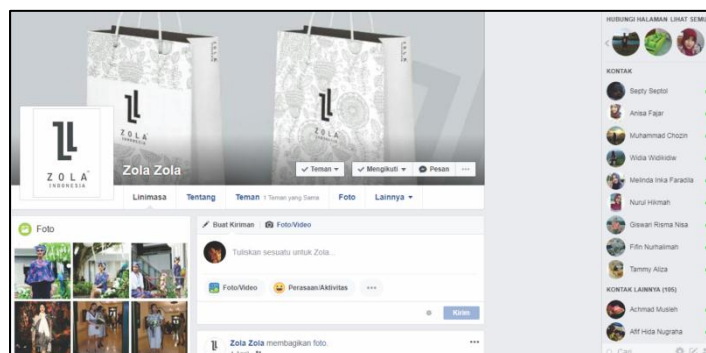 ZOLA
INDONESIA
Zola Zola
Teman
Mengikuti
Pesan
Linimasa
Tentang
Teman 1 Teman yang Sama
Foto
Lainnya
Foto
Buat Kiriman
Foto/Video
Tuliskan sesuatu untuk Zola...
Foto/Video
Perasaan/Aktivitas
Kirim
Zola Zola membagikan foto.
HUBUNGI HALAMAN LIHAT SEMU
KONTAK
Septy Septol
Anisa Fajar
Muhammad Chozin
Widia Widikidw
Melinda Inka Faradila
Nurul Hikmah
Giswari Risma Nisa
Fifin Nurhalimah
Tammy Aliza
KONTAK LAINNYA (105)
Achmad Musleh
Afif Hida Nugraha
Cari